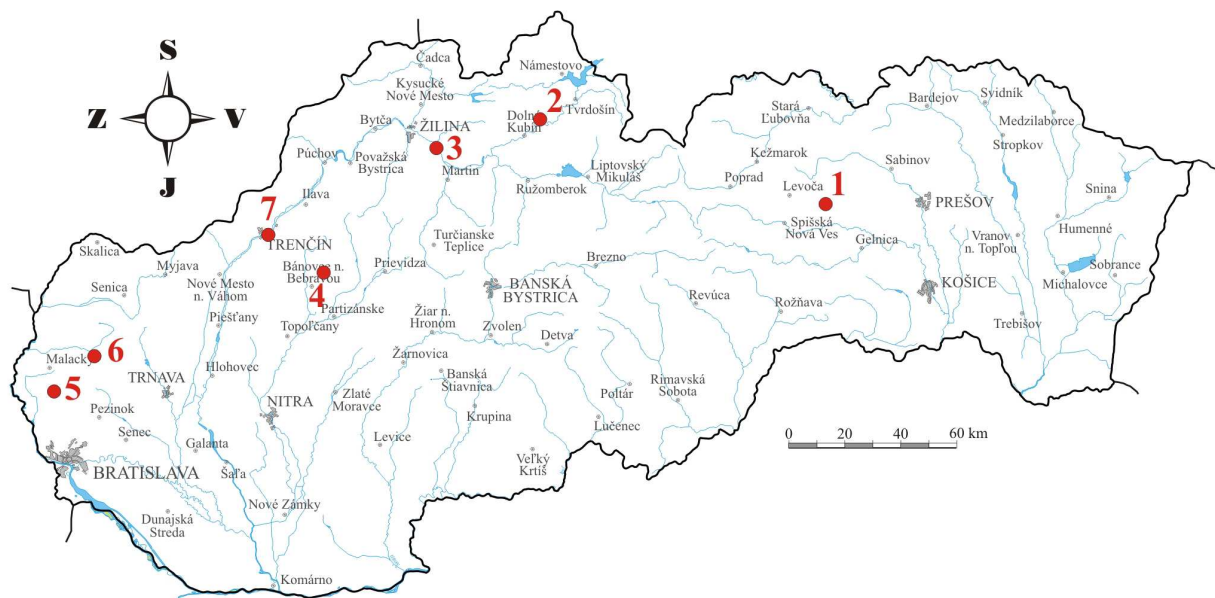 S
Z
V
J
Čadca
Námestovo
Kysucké
Nové Mesto
2
Tvrdošín
Dolný
Kubín
Bytča
ŽILINA
3
Stará
Ľubovňa
Bardejov
Svidník
Medzilaborce
Stropkov
Púchov
Považská
Bystrica
Martin
Liptovský
Mikuláš
Ružomberok
Kežmarok
Poprad
Levoča
1
Sabinov
PREŠOV
Snina
Ilava
7
TRENČÍN
Turčianske
Teplice
Spišská
Nová Ves
Gelnica
Vranov
n. Topľou
Humenné
Skalica
Myjava
Senica
Nové Mesto
n. Váhom
Bánovce n.
Bebravou
4
Prievidza
Partizánske
BANSKÁ
BYSTRICA
Brezno
Revúca
Rožňava
KOŠICE
Michalovce
Sobrance
Trebišov
Piešťany
Topoľčany
Žiar n.
Hronom
Zvolen
Detva
Malacky
6
5
TRNAVA
Hlohovec
Žarnovica
Banská
Štiavnica
Zlaté
Moravce
NITRA
Krupina
Poltár
Rimavská
Sobota
Lučenec
Pezinok
Senec
Galanta
Levice
Veľký
Krtíš
BRATISLAVA
Šaľa
Dunajská
Streda
Nové Zámky
Komárno
0 10 20 40 60 km